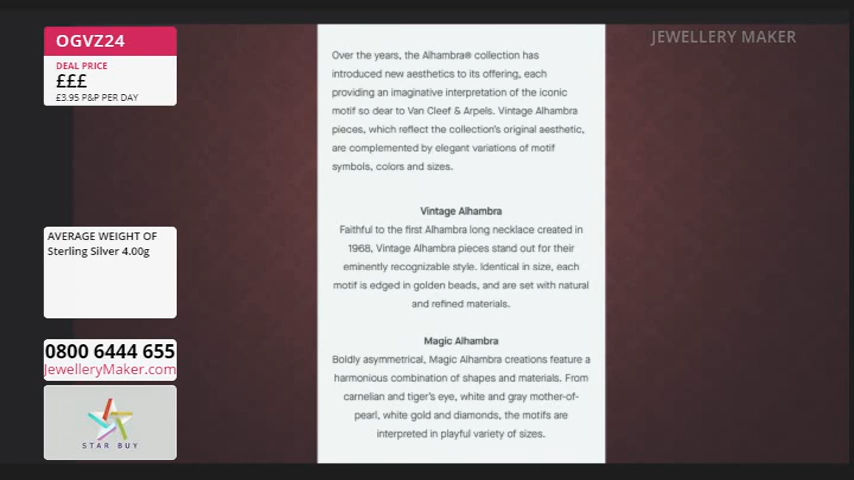 OGVZ24
DEAL PRICE
£££
£3.95 P&P PER DAY
AVERAGE WEIGHT OF
Sterling Silver 4.00g
0800 6444 655
JewelleryMaker.com
STAR BUY
JEWELLERY MAKER
Over the years, the Alhambra® collection has
introduced new aesthetics to its offering, each
providing an imaginative interpretation of the iconic
motif so dear to Van Cleef & Arpels. Vintage Alhambra
pieces, which reflect the collection's original aesthetic,
are complemented by elegant variations of motif
symbols, colors and sizes.
Vintage Alhambra
Faithful to the first Alhambra long necklace created in
1968, Vintage Alhambra pieces stand out for their
eminently recognizable style. Identical in size, each
motif is edged in golden beads, and are set with natural
and refined materials.
Magic Alhambra
Boldly asymmetrical, Magic Alhambra creations feature a
harmonious combination of shapes and materials. From
carnelian and tiger's eye, white and gray mother-of-
pearl, white gold and diamonds, the motifs are
interpreted in playful variety of sizes.